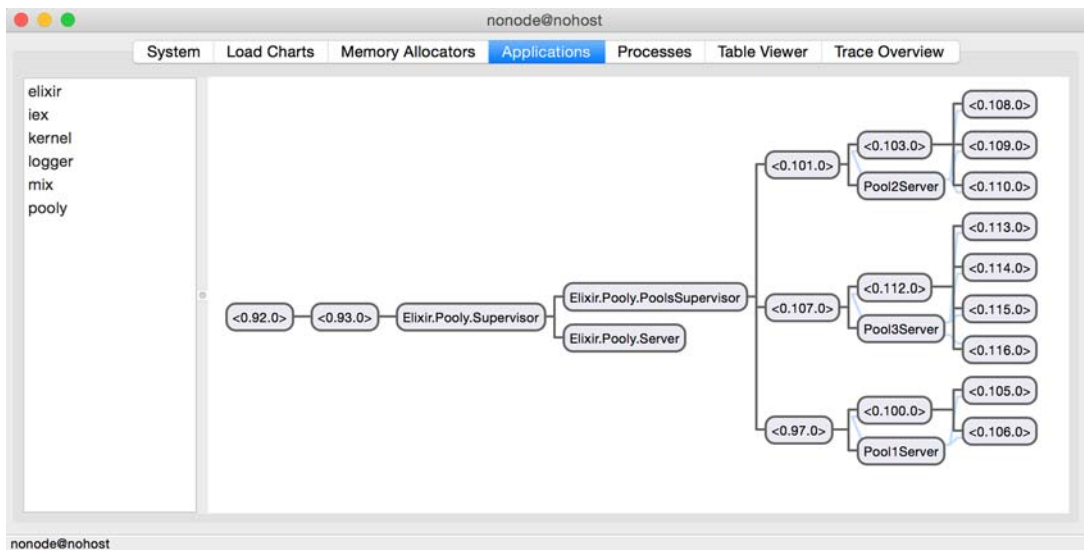 nonode@nohost
System Load Charts Memory Allocators Applications Processes Table Viewer Trace Overview
elixir
iex
kernel
logger
mix
pooly
<0.92.0>
<0.93.0>
Elixir.Pooly.Supervisor
Elixir.Pooly.PoolsSupervisor
Elixir.Pooly.Server
<0.101.0>
<0.103.0>
Pool2Server
<0.108.0>
<0.109.0>
<0.110.0>
<0.107.0>
<0.112.0>
Pool3Server
<0.113.0>
<0.114.0>
<0.115.0>
<0.116.0>
<0.97.0>
<0.100.0>
Pool1Server
<0.105.0>
<0.106.0>
nonode@nohost